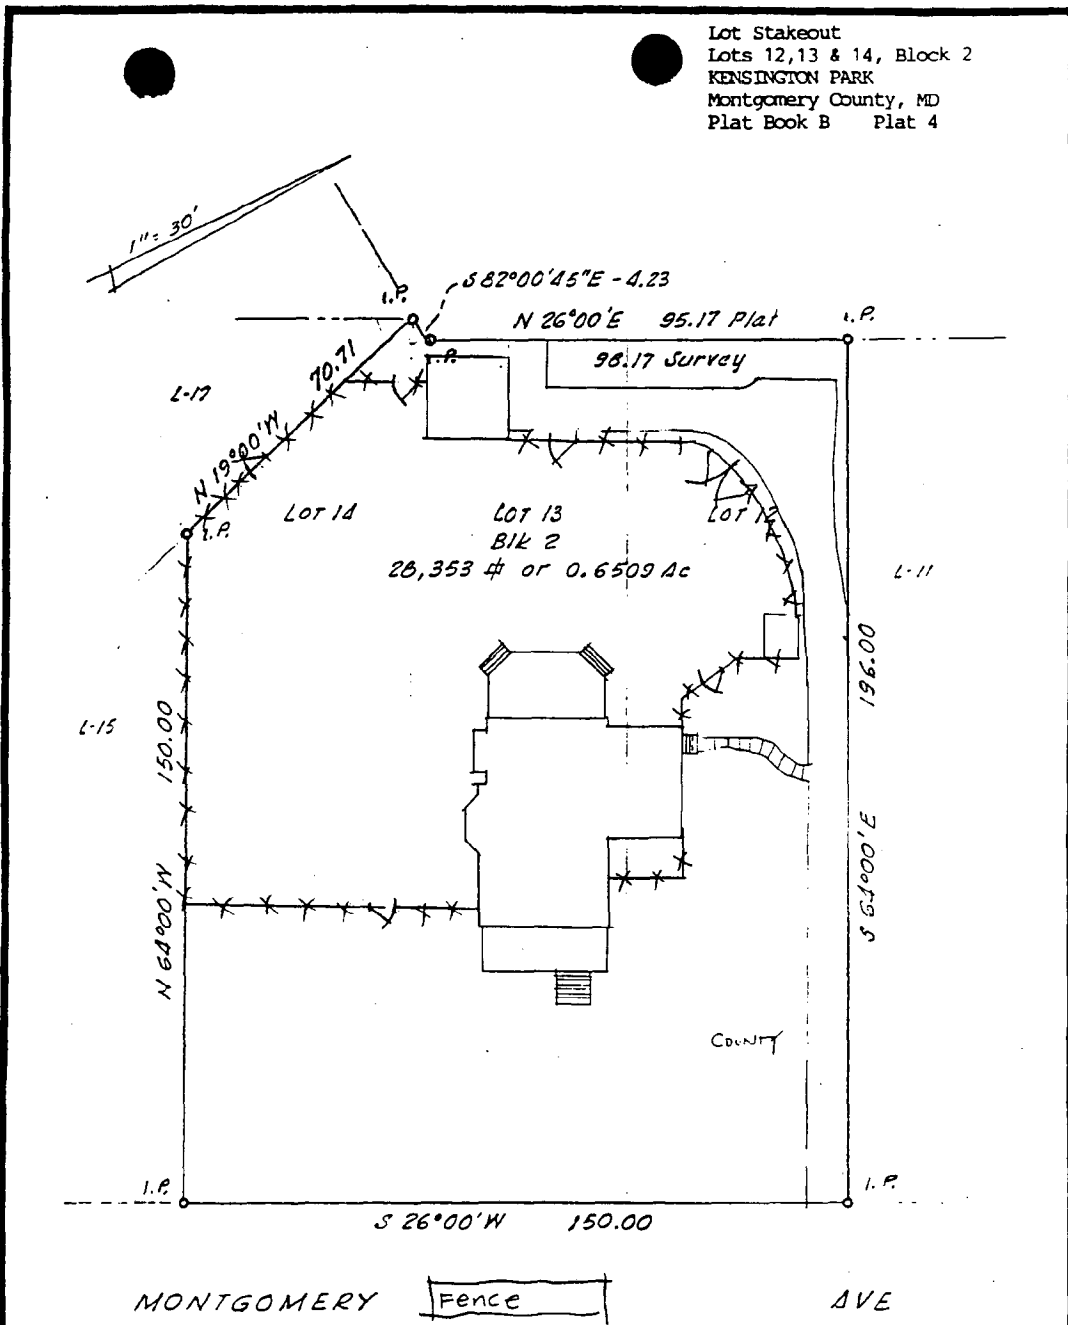 Lot Stakeout
Lots 12,13 & 14, Block 2
KENSINGTON PARK
Montgomery County, MD
Plat Book B Plat 4
1"= 30'
I.P.
S 82°00'45"E - 4.23
N 26°00'E 95.17 Plat
I.P.
I.P.
98.17 Survey
L-17
70.71
N 19°00'W
I.P.
LOT 14
LOT 13
LOT 12
Blk 2
28,353 # or 0.6509 Ac
L-11
L-15
150.00
N 64°00'W
196.00
S 64°00'E
COUNTY
I.P.
I.P.
S 26°00'W 150.00
MONTGOMERY Fence AVE